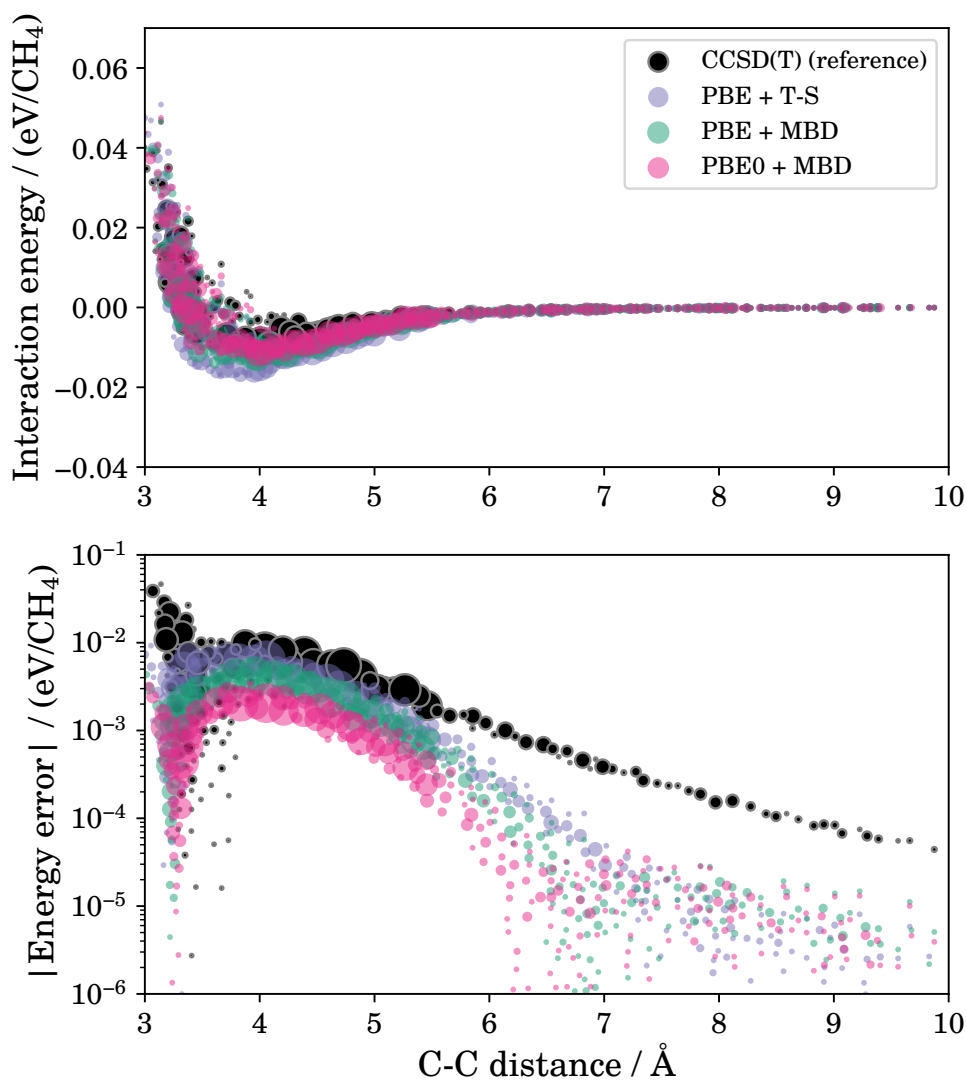 Interaction energy / (eV/CH₄)
0.06
0.04
0.02
0.00
−0.02
−0.04
CCSD(T) (reference)
PBE + T-S
PBE + MBD
PBE0 + MBD
3 4 5 6 7 8 9 10
|Energy error| / (eV/CH₄)
10⁻¹
10⁻²
10⁻³
10⁻⁴
10⁻⁵
10⁻⁶
3 4 5 6 7 8 9 10
C-C distance / Å